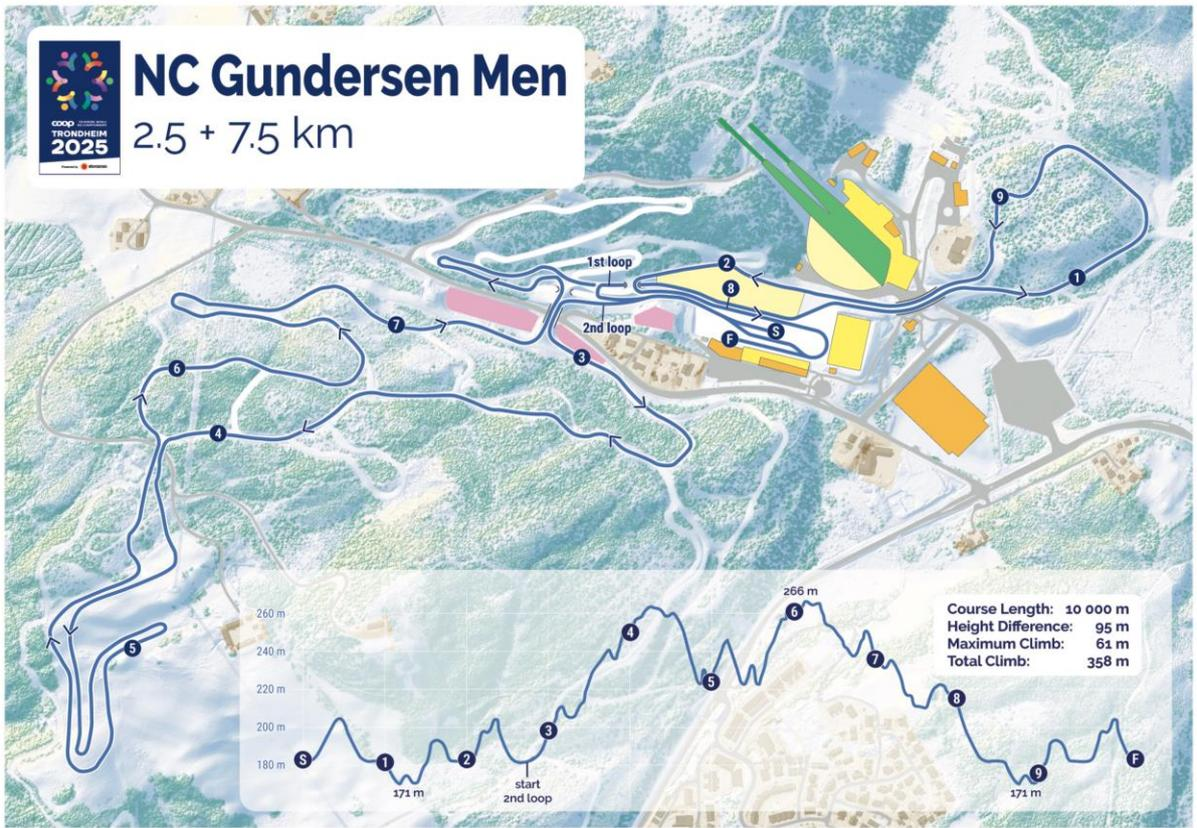 NC Gundersen Men
2.5 + 7.5 km
coop
TRONDHEIM
2025
1st loop
2nd loop
9
1
2
8
S
F
3
7
6
4
5
266 m
260 m
240 m
220 m
200 m
180 m
S
1
171 m
2
start
2nd loop
3
4
5
6
7
8
171 m
9
F
Course Length: 10 000 m
Height Difference: 95 m
Maximum Climb: 61 m
Total Climb: 358 m